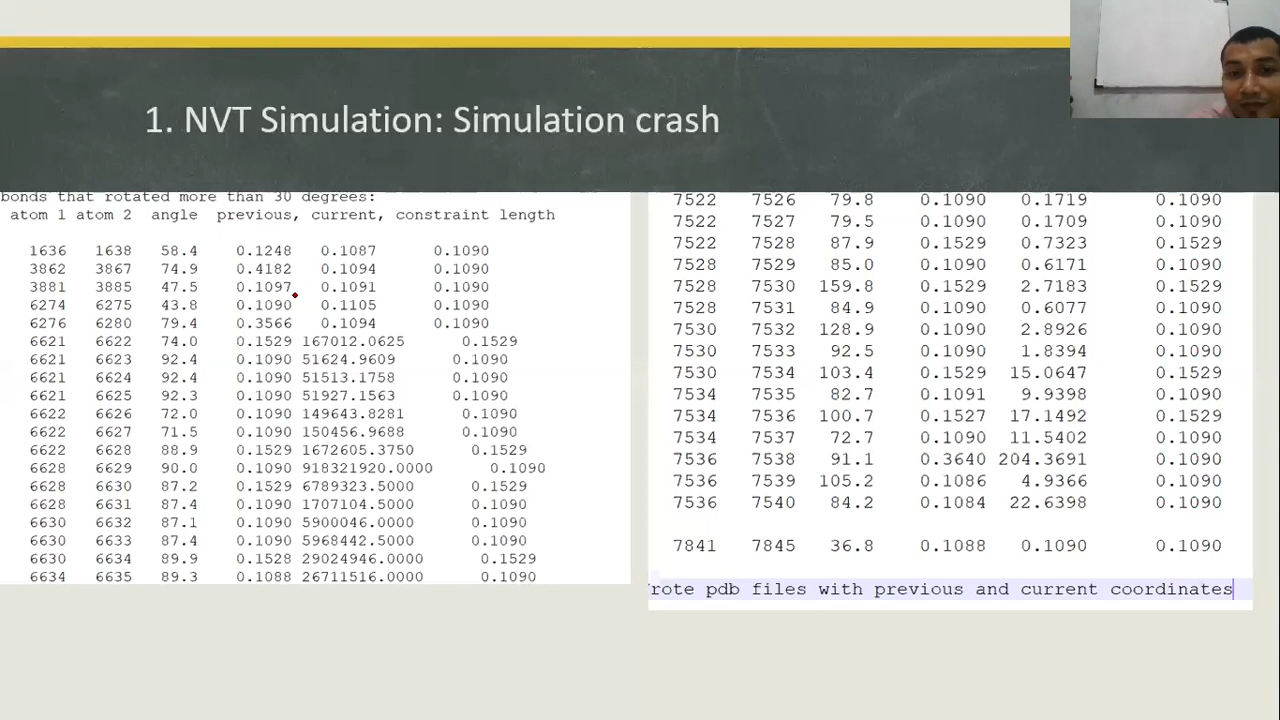 1. NVT Simulation: Simulation crash
bonds that rotated more than 30 degrees:
atom 1 atom 2 angle previous, current, constraint length
1636 1638 58.4 0.1248 0.1087 0.1090
3862 3867 74.9 0.4182 0.1094 0.1090
3881 3885 47.5 0.1097 0.1091 0.1090
6274 6275 43.8 0.1090 0.1105 0.1090
6276 6280 79.4 0.3566 0.1094 0.1090
6621 6622 74.0 0.1529 167012.0625 0.1529
6621 6623 92.4 0.1090 51624.9609 0.1090
6621 6624 92.4 0.1090 51513.1758 0.1090
6621 6625 92.3 0.1090 51927.1563 0.1090
6622 6626 72.0 0.1090 149643.8281 0.1090
6622 6627 71.5 0.1090 150456.9688 0.1090
6622 6628 88.9 0.1529 1672605.3750 0.1529
6628 6629 90.0 0.1090 918321920.0000 0.1090
6628 6630 87.2 0.1529 6789323.5000 0.1529
6628 6631 87.4 0.1090 1707104.5000 0.1090
6630 6632 87.1 0.1090 5900046.0000 0.1090
6630 6633 87.4 0.1090 5968442.5000 0.1090
6630 6634 89.9 0.1528 29024946.0000 0.1529
6634 6635 89.3 0.1088 26711516.0000 0.1090
7522 7526 79.8 0.1090 0.1719 0.1090
7522 7527 79.5 0.1090 0.1709 0.1090
7522 7528 87.9 0.1529 0.7323 0.1529
7528 7529 85.0 0.1090 0.6171 0.1090
7528 7530 159.8 0.1529 2.7183 0.1529
7528 7531 84.9 0.1090 0.6077 0.1090
7530 7532 128.9 0.1090 2.8926 0.1090
7530 7533 92.5 0.1090 1.8394 0.1090
7530 7534 103.4 0.1529 15.0647 0.1529
7534 7535 82.7 0.1091 9.9398 0.1090
7534 7536 100.7 0.1527 17.1492 0.1529
7534 7537 72.7 0.1090 11.5402 0.1090
7536 7538 91.1 0.3640 204.3691 0.1090
7536 7539 105.2 0.1086 4.9366 0.1090
7536 7540 84.2 0.1084 22.6398 0.1090
7841 7845 36.8 0.1088 0.1090 0.1090
rote pdb files with previous and current coordinates